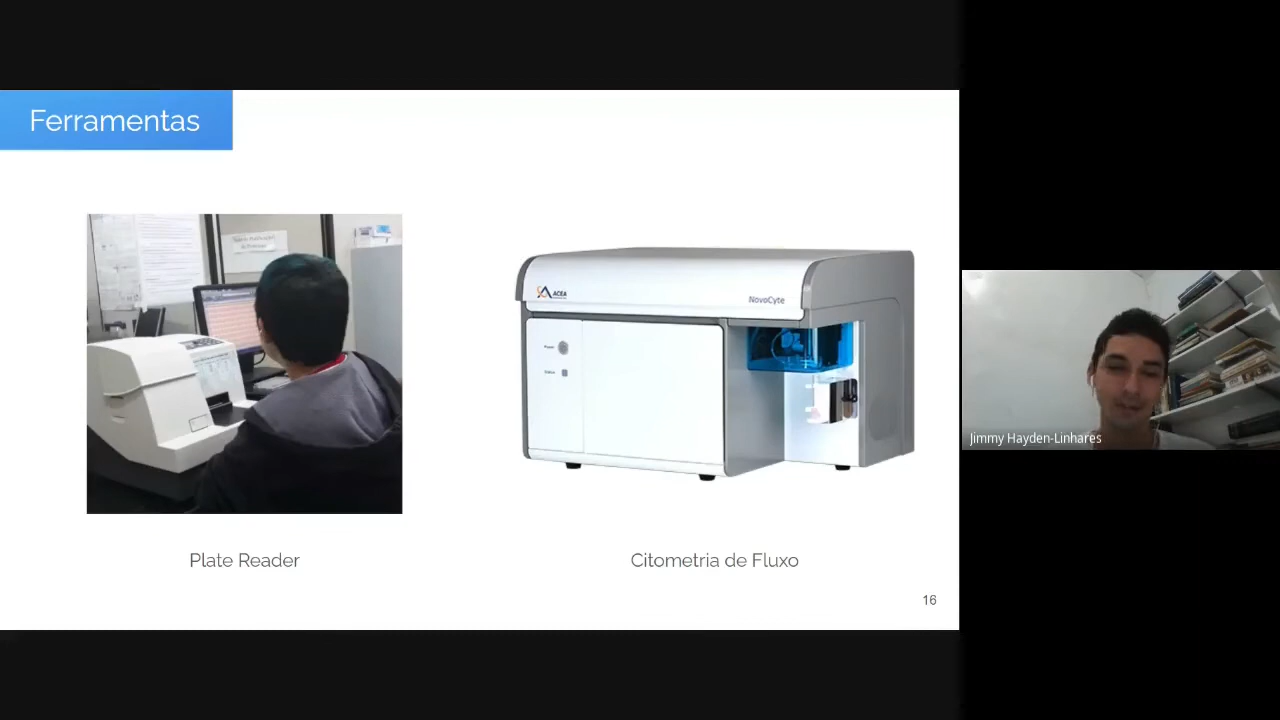 Ferramentas
ACEA
NovoCyte
Plate Reader
Citometria de Fluxo
16
Jimmy Hayden-Linhares